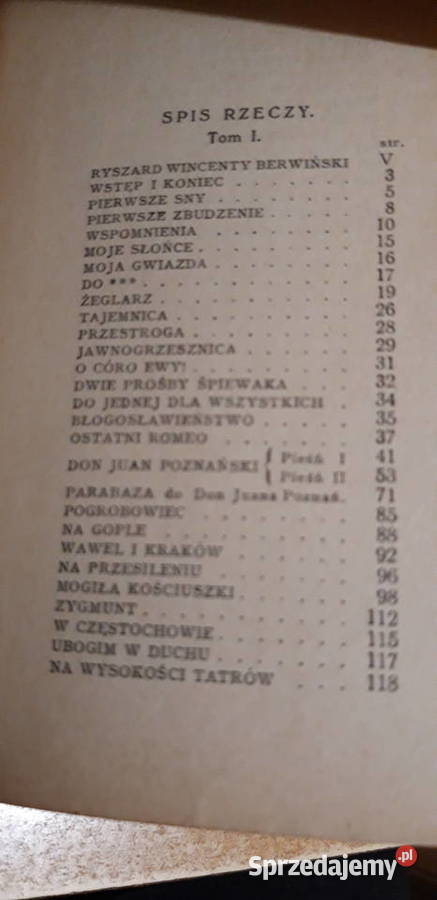 SPIS RZECZY.
Tom I.
str.
RYSZARD WINCENTY BERWIŃSKI V
WSTĘP I KONIEC . . . . . . . 3
PIERWSZE SNY . . . . . . . 5
PIERWSZE ZBUDZENIE . . . . . 8
WSPOMNIENIA . . . . . . . 10
MOJE SŁOŃCE . . . . . . . 15
MOJA GWIAZDA . . . . . . . 16
DO *** . . . . . . . . . 17
ŻEGLARZ . . . . . . . . . 19
TAJEMNICA . . . . . . . . 26
PRZESTROGA . . . . . . . . 28
JAWNOGRZESZNICA . . . . . . 29
O CÓRO EWY! . . . . . . . 31
DWIE PROŚBY ŚPIEWAKA . . . . 32
DO JEDNEJ DLA WSZYSTKICH . 34
BŁOGOSŁAWIEŃSTWO . . . . . 35
OSTATNI ROMEO . . . . . . 37
DON JUAN POZNAŃSKI { Pieśń I 41
{ Pieśń II 53
PARABAZA do Don Juana Poznań. 71
POGROBOWIEC . . . . . . . 85
NA GOPLE . . . . . . . . 88
WAWEL I KRAKÓW . . . . . . 92
NA PRZESILENIU . . . . . . 96
MOGIŁA KOŚCIUSZKI . . . . . 98
ZYGMUNT . . . . . . . . . 112
W CZĘSTOCHOWIE . . . . . . 115
UBOGIM W DUCHU . . . . . . 117
NA WYSOKOŚCI TATRÓW . . . 118
Sprzedajemy.pl